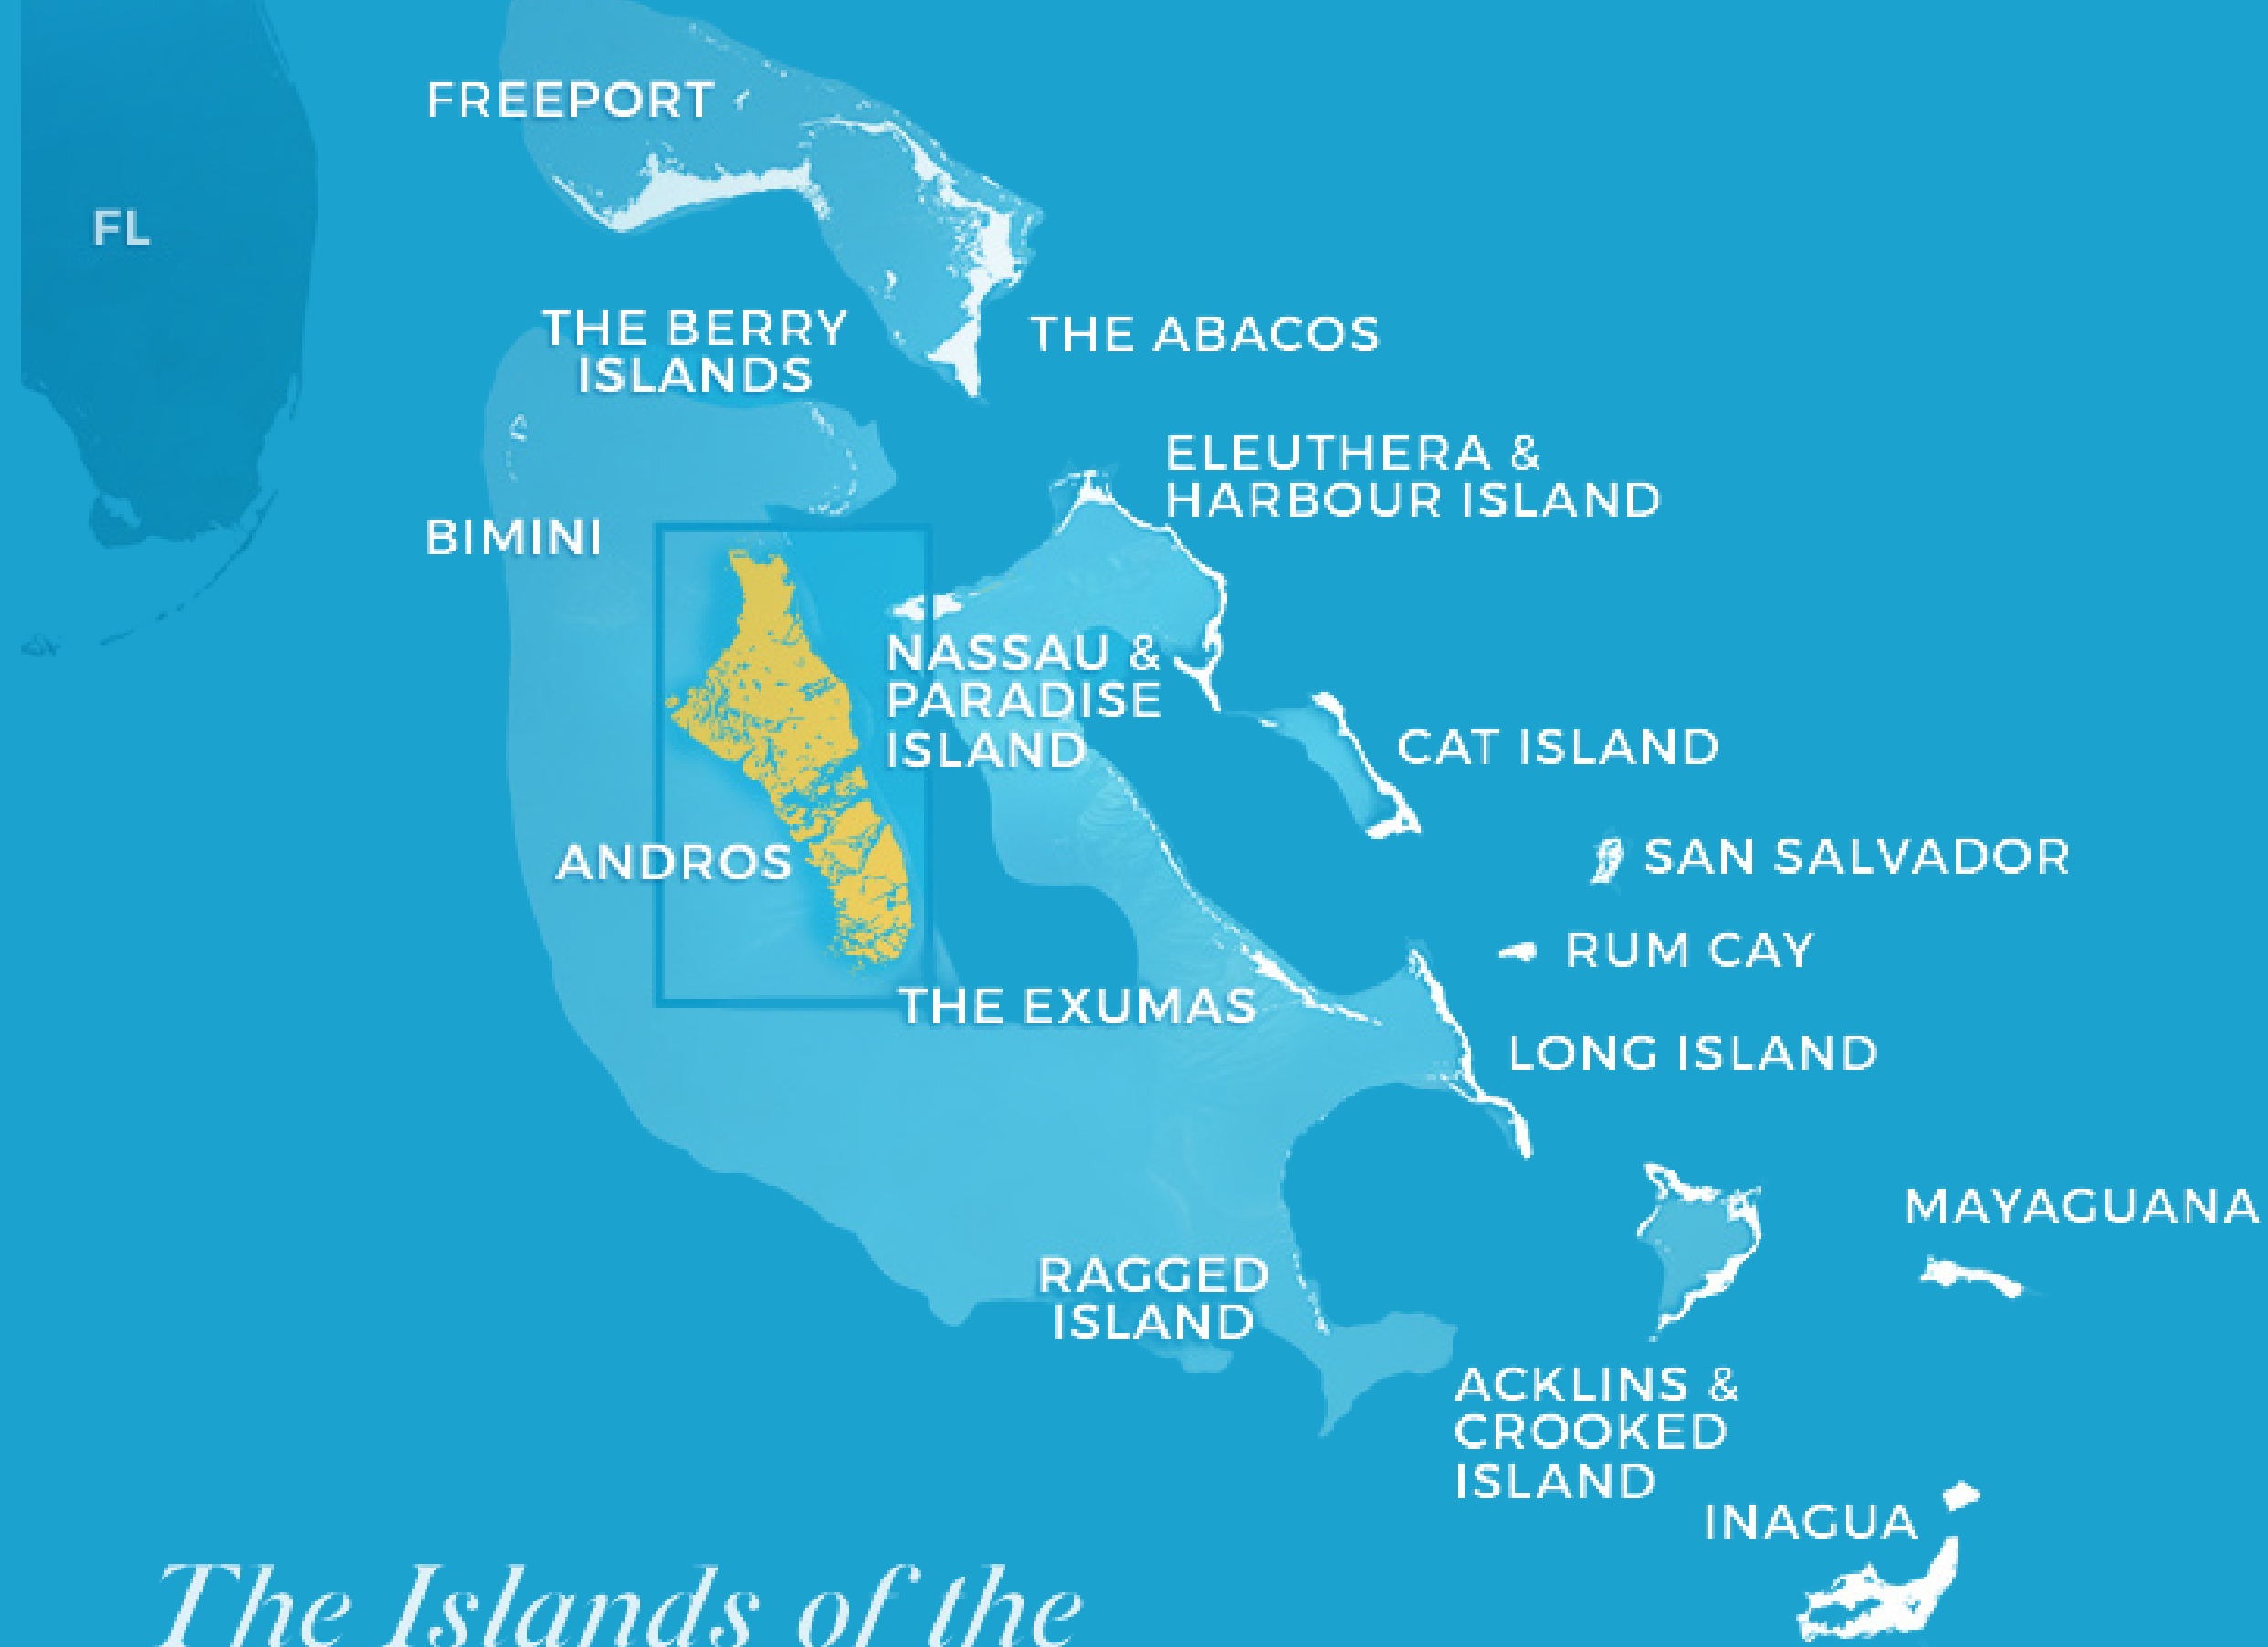 FREEPORT
FL
THE BERRY
ISLANDS
THE ABACOS
ELEUTHERA &
HARBOUR ISLAND
BIMINI
NASSAU &
PARADISE
ISLAND
CAT ISLAND
ANDROS
SAN SALVADOR
RUM CAY
THE EXUMAS
LONG ISLAND
MAYAGUANA
RAGGED
ISLAND
ACKLINS &
CROOKED
ISLAND
INAGUA
The Islands of the